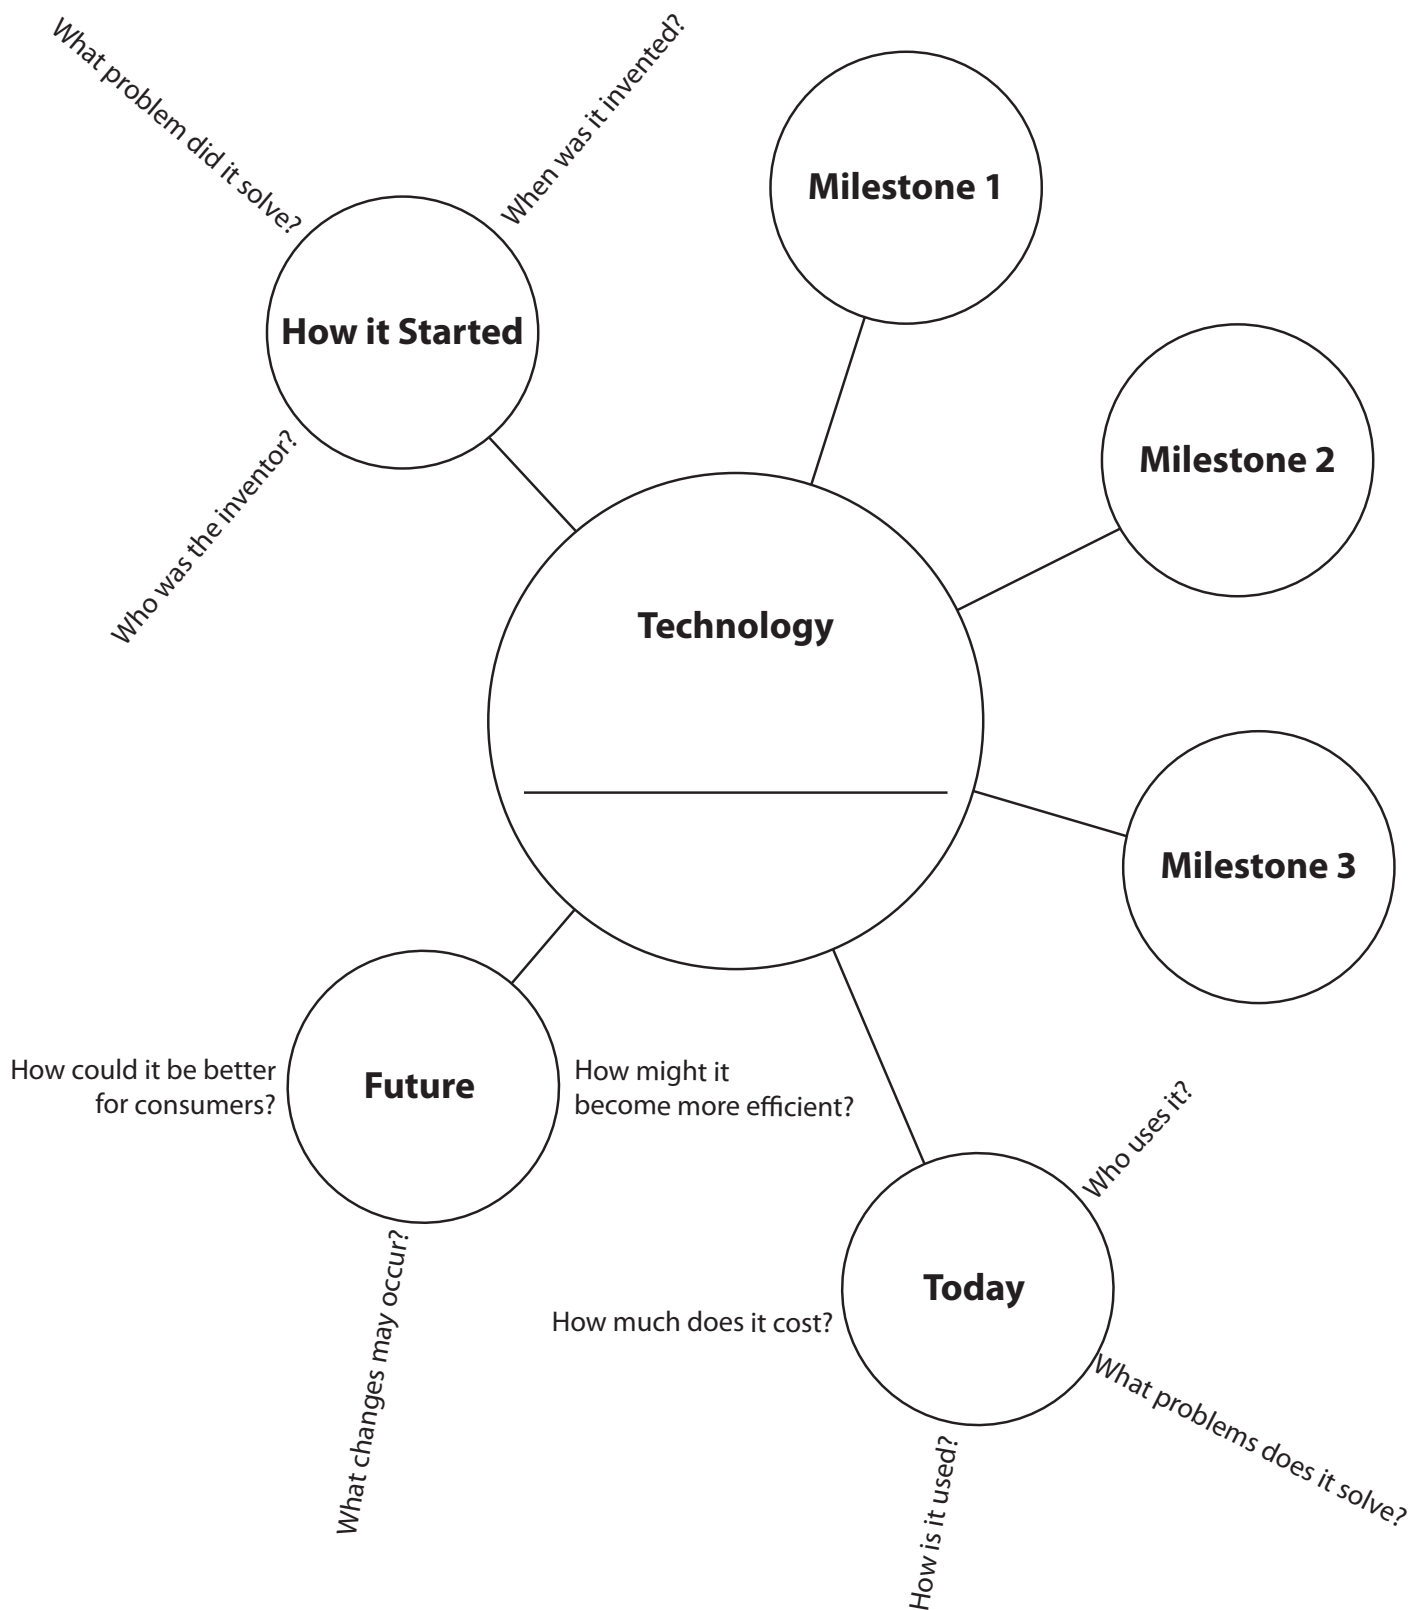 What problem did it solve?
When was it invented?
How it Started
Who was the inventor?
Milestone 1
Milestone 2
Technology
Milestone 3
Future
How could it be better
for consumers?
How might it
become more efficient?
What changes may occur?
Today
Who uses it?
How much does it cost?
What problems does it solve?
How is it used?